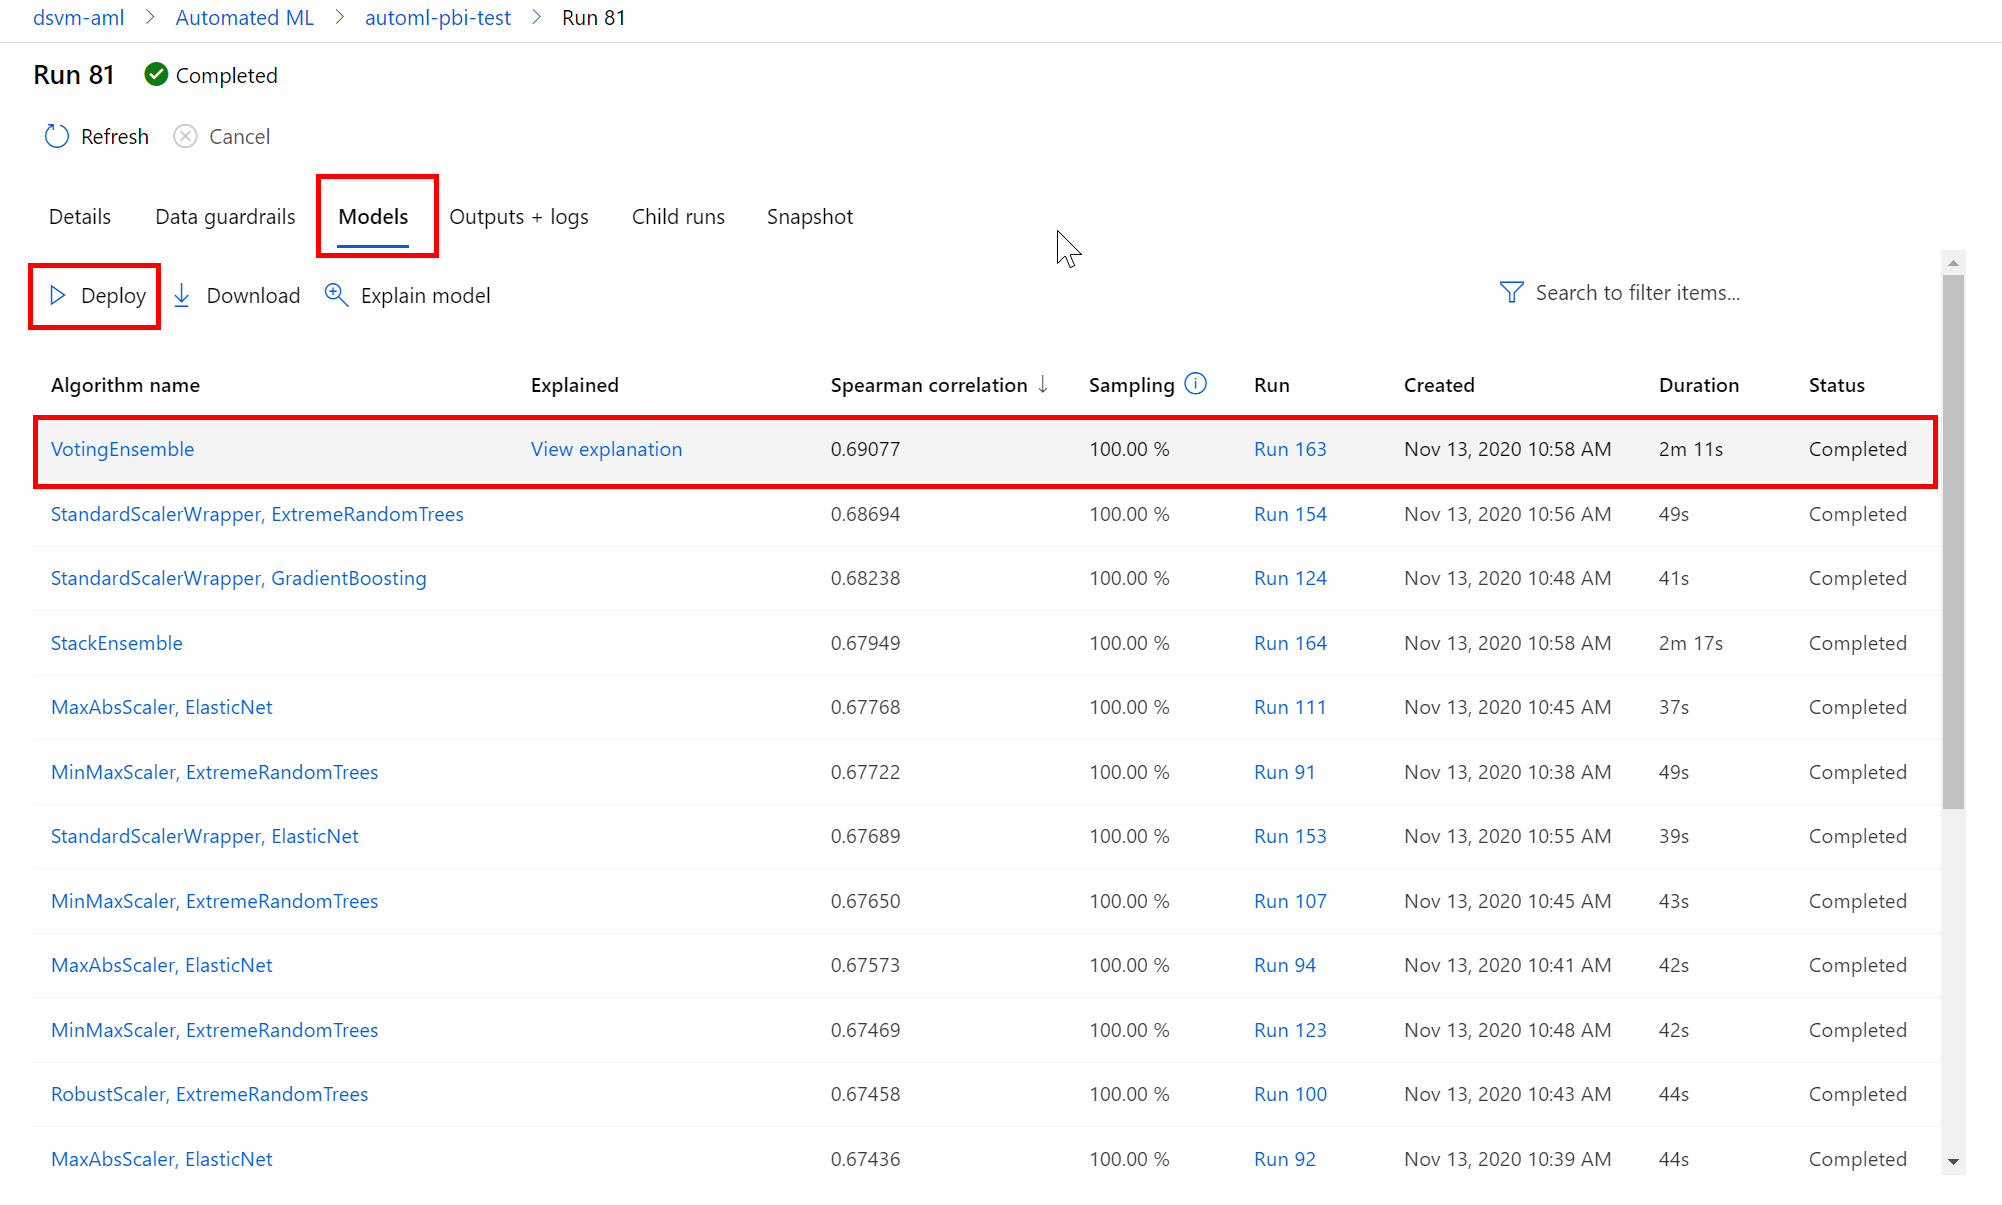 dsvm-aml > Automated ML > automl-pbi-test > Run 81
Run 81 Completed
Refresh Cancel
Details Data guardrails Models Outputs + logs Child runs Snapshot
Deploy Download Explain model Search to filter items...
Algorithm name Explained Spearman correlation ↓ Sampling Run Created Duration Status
VotingEnsemble View explanation 0.69077 100.00 % Run 163 Nov 13, 2020 10:58 AM 2m 11s Completed
StandardScalerWrapper, ExtremeRandomTrees 0.68694 100.00 % Run 154 Nov 13, 2020 10:56 AM 49s Completed
StandardScalerWrapper, GradientBoosting 0.68238 100.00 % Run 124 Nov 13, 2020 10:48 AM 41s Completed
StackEnsemble 0.67949 100.00 % Run 164 Nov 13, 2020 10:58 AM 2m 17s Completed
MaxAbsScaler, ElasticNet 0.67768 100.00 % Run 111 Nov 13, 2020 10:45 AM 37s Completed
MinMaxScaler, ExtremeRandomTrees 0.67722 100.00 % Run 91 Nov 13, 2020 10:38 AM 49s Completed
StandardScalerWrapper, ElasticNet 0.67689 100.00 % Run 153 Nov 13, 2020 10:55 AM 39s Completed
MinMaxScaler, ExtremeRandomTrees 0.67650 100.00 % Run 107 Nov 13, 2020 10:45 AM 43s Completed
MaxAbsScaler, ElasticNet 0.67573 100.00 % Run 94 Nov 13, 2020 10:41 AM 42s Completed
MinMaxScaler, ExtremeRandomTrees 0.67469 100.00 % Run 123 Nov 13, 2020 10:48 AM 42s Completed
RobustScaler, ExtremeRandomTrees 0.67458 100.00 % Run 100 Nov 13, 2020 10:43 AM 44s Completed
MaxAbsScaler, ElasticNet 0.67436 100.00 % Run 92 Nov 13, 2020 10:39 AM 44s Completed